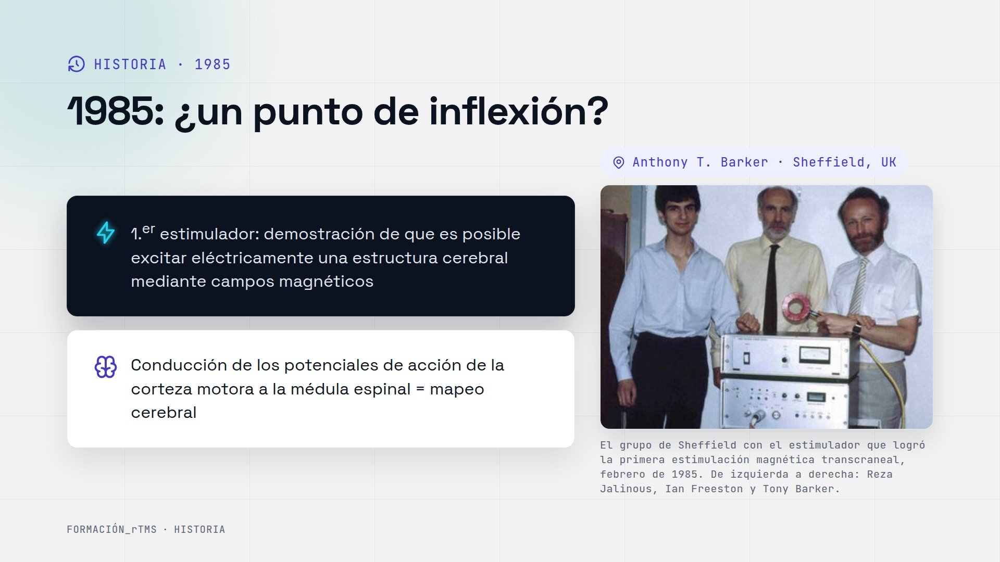 HISTORIA · 1985
1985: ¿un punto de inflexión?
Anthony T. Barker · Sheffield, UK
1.er estimulador: demostración de que es posible
excitar eléctricamente una estructura cerebral
mediante campos magnéticos
Conducción de los potenciales de acción de la
corteza motora a la médula espinal = mapeo
cerebral
El grupo de Sheffield con el estimulador que logró
la primera estimulación magnética transcraneal,
febrero de 1985. De izquierda a derecha: Reza
Jalinous, Ian Freeston y Tony Barker.
FORMACIÓN_rTMS · HISTORIA